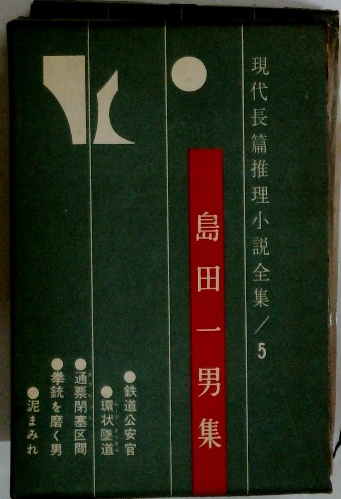 現代長篇推理小説全集／5
島田一男集
●鉄道公安官
●環状墜道
●通票閉塞区間
●拳銃を磨く男
●泥まみれ